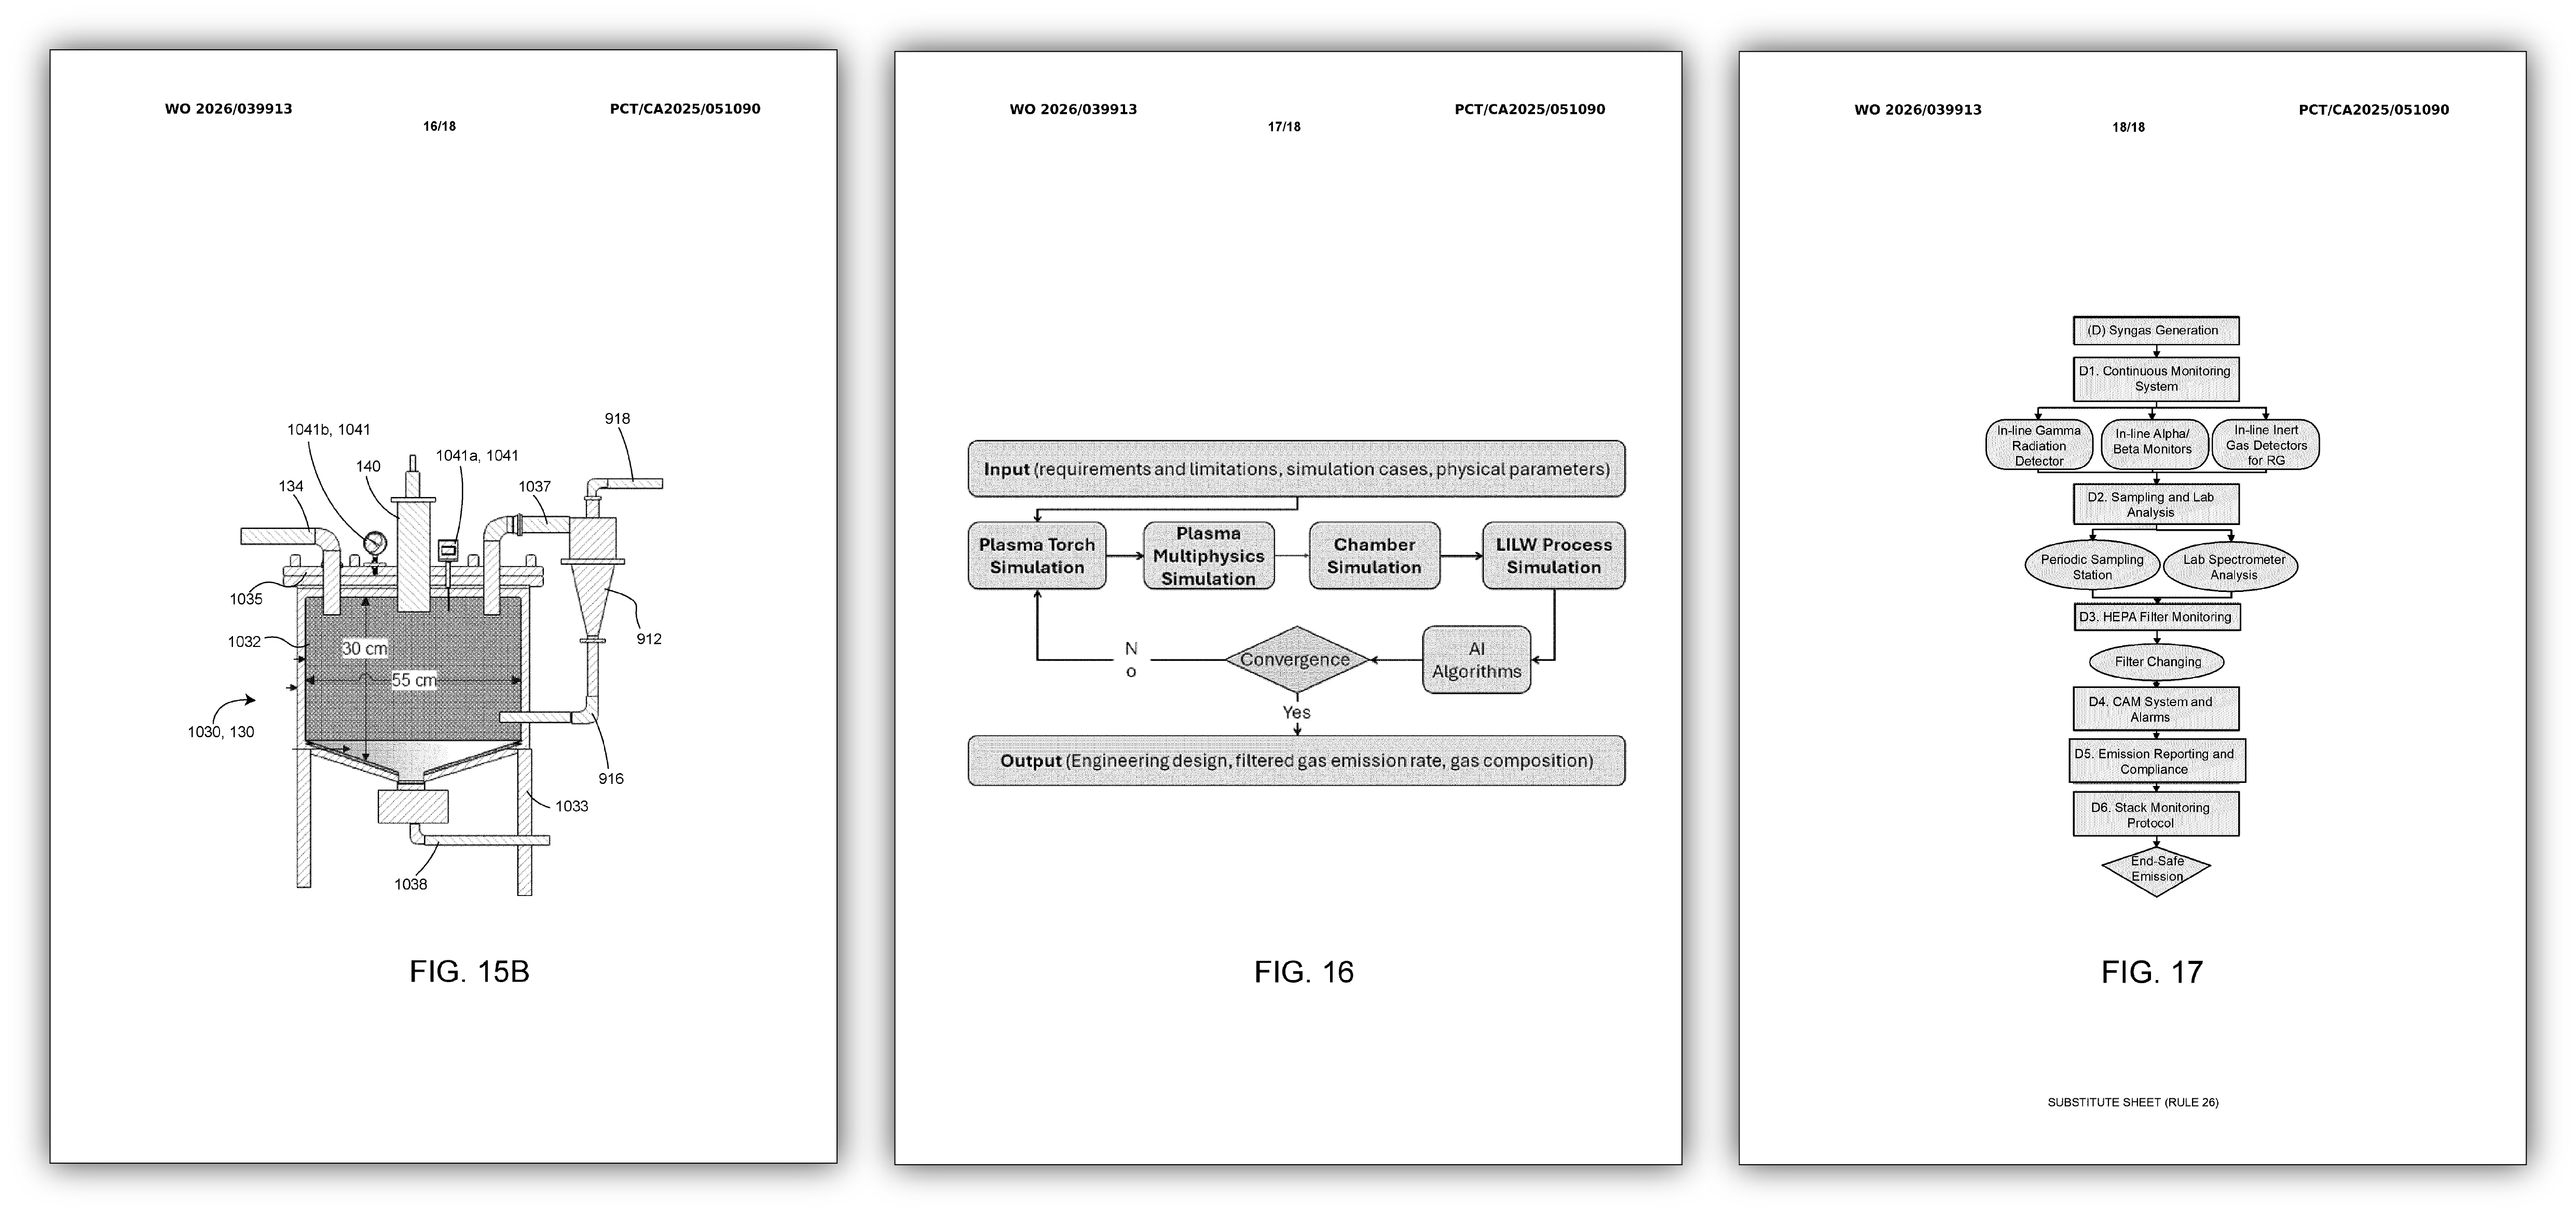 WO 2026/039913
PCT/CA2025/051090
16/18
918
1041b, 1041
1041a, 1041
140
134
1037
1035
1032
912
30 cm
55 cm
1030, 130
916
1033
1038
FIG. 15B
WO 2026/039913
PCT/CA2025/051090
17/18
Input (requirements and limitations, simulation cases, physical parameters)
Plasma Torch
Simulation
Plasma
Multiphysics
Simulation
Chamber
Simulation
LILW Process
Simulation
N
o
Convergence
AI
Algorithms
Yes
Output (Engineering design, filtered gas emission rate, gas composition)
FIG. 16
WO 2026/039913
PCT/CA2025/051090
18/18
(D) Syngas Generation
D1. Continuous Monitoring
System
In-line Gamma
Radiation
Detector
In-line Alpha/
Beta Monitors
In-line Inert
Gas Detectors
for RG
D2. Sampling and Lab
Analysis
Periodic Sampling
Station
Lab Spectrometer
Analysis
D3. HEPA Filter Monitoring
Filter Changing
D4. CAM System and
Alarms
D5. Emission Reporting and
Compliance
D6. Stack Monitoring
Protocol
End-Safe
Emission
FIG. 17
SUBSTITUTE SHEET (RULE 26)